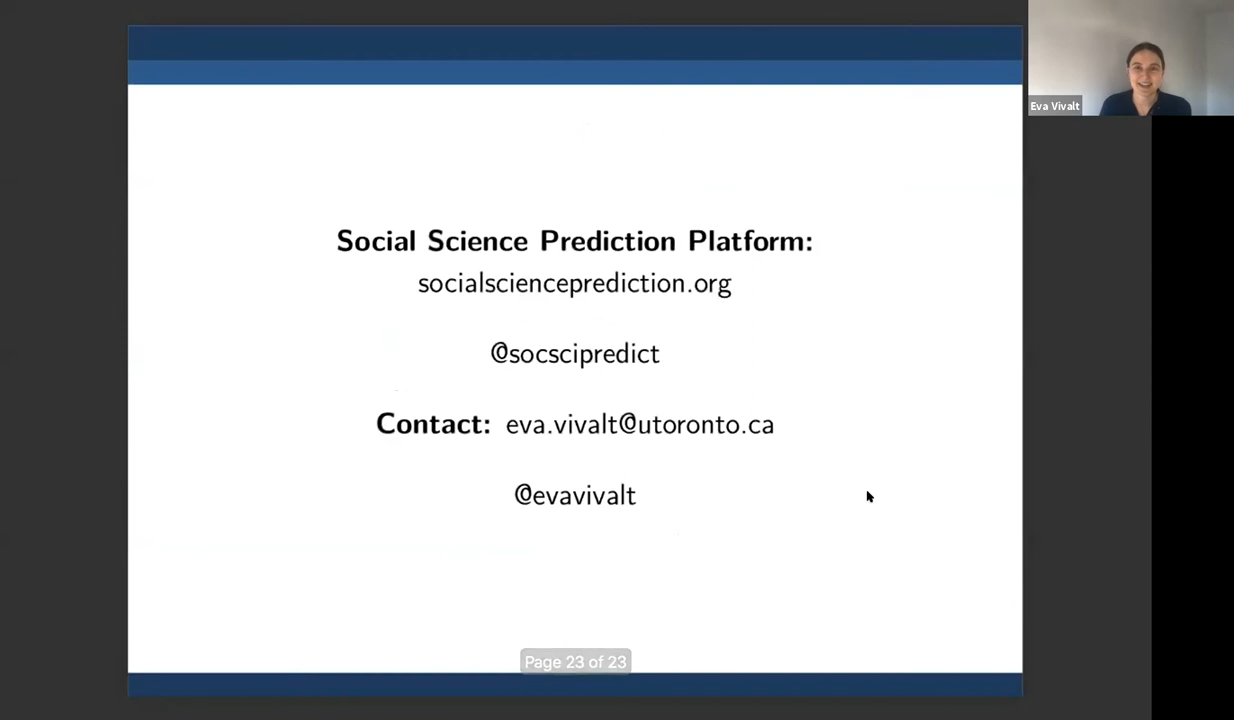 Eva Vivalt
Social Science Prediction Platform:
socialscienceprediction.org
@socscipredict
Contact: eva.vivalt@utoronto.ca
@evavivalt
Page 23 of 23